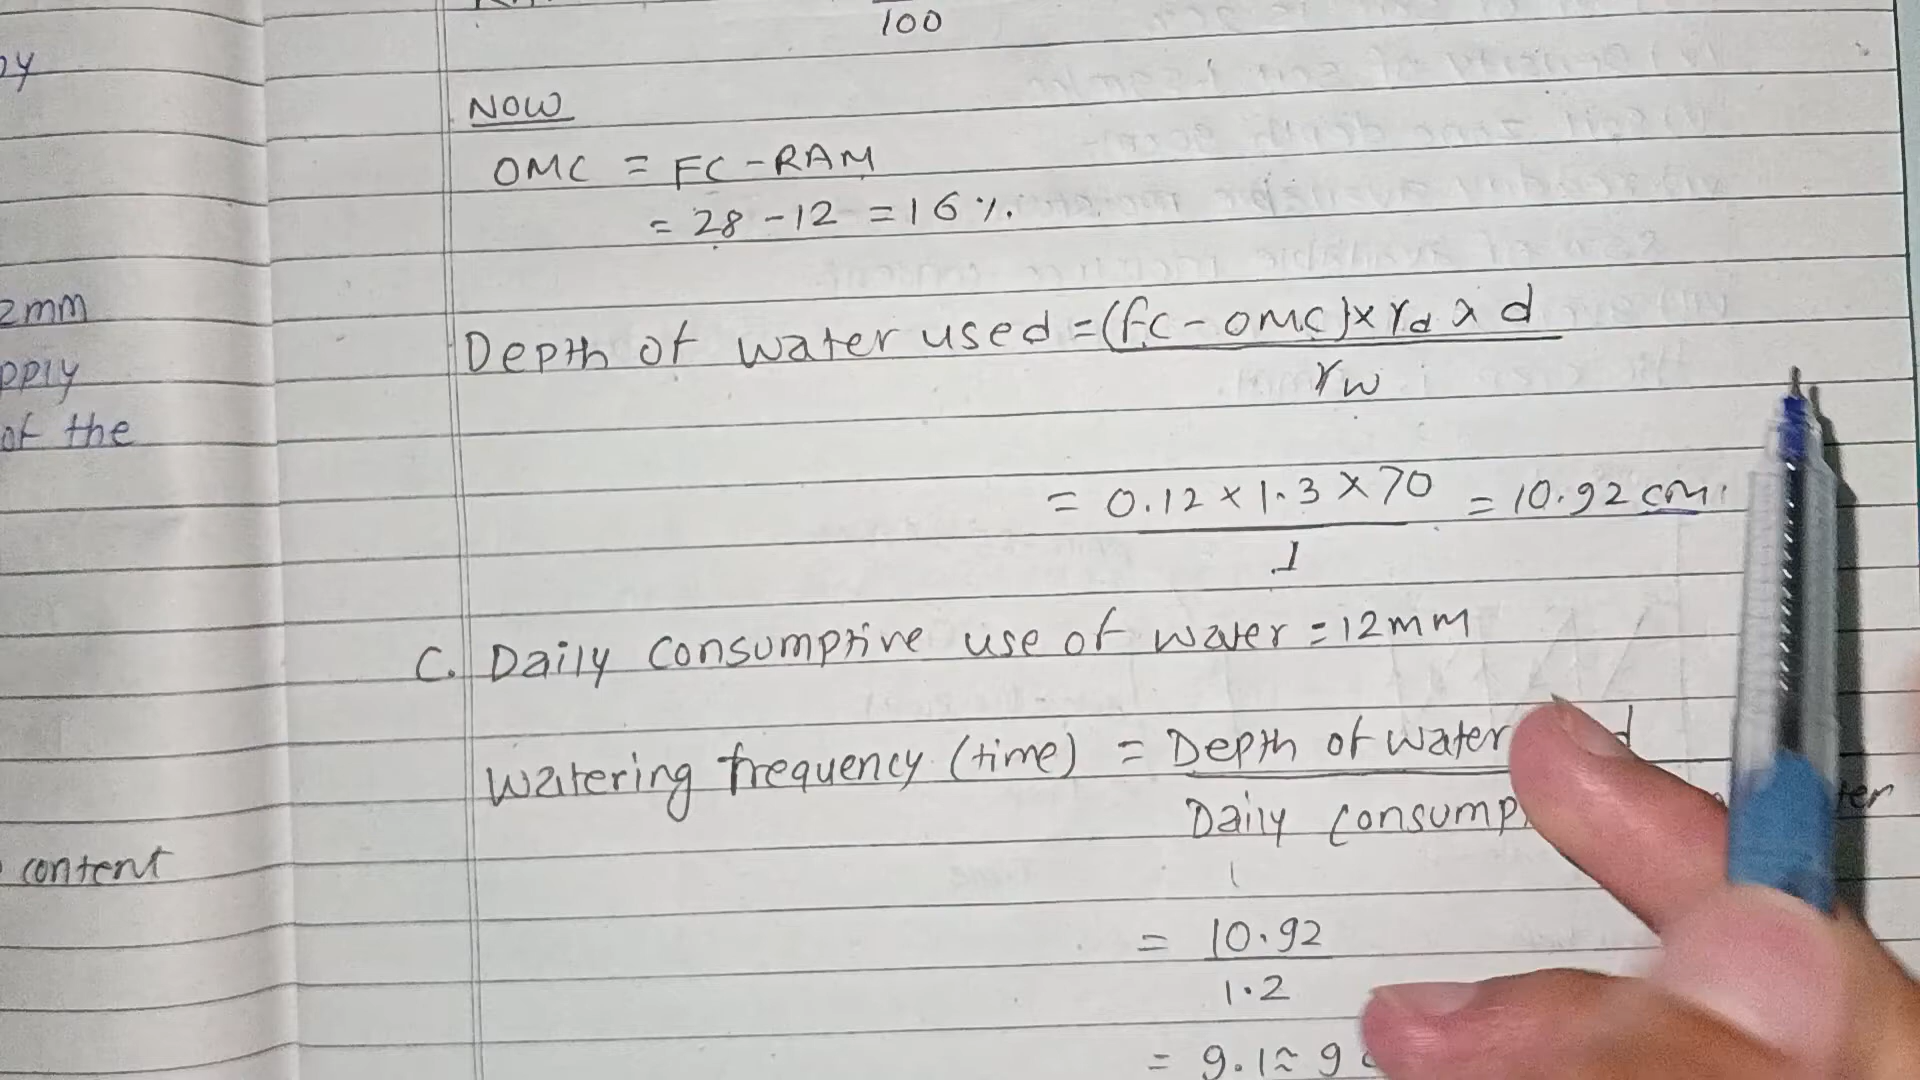 100
NOW
OMC = FC - RAM
= 28 - 12 = 16 %.
2mm
Depth of water used = (fc - OMC) x γd x d
pply
γw
of the
= 0.12 x 1.3 x 70 = 10.92 cm
1
C. Daily consumptive use of water = 12mm
Watering frequency (time) = Depth of water
Daily consump
content
= 10.92
1.2
= 9.1 ≈ 9